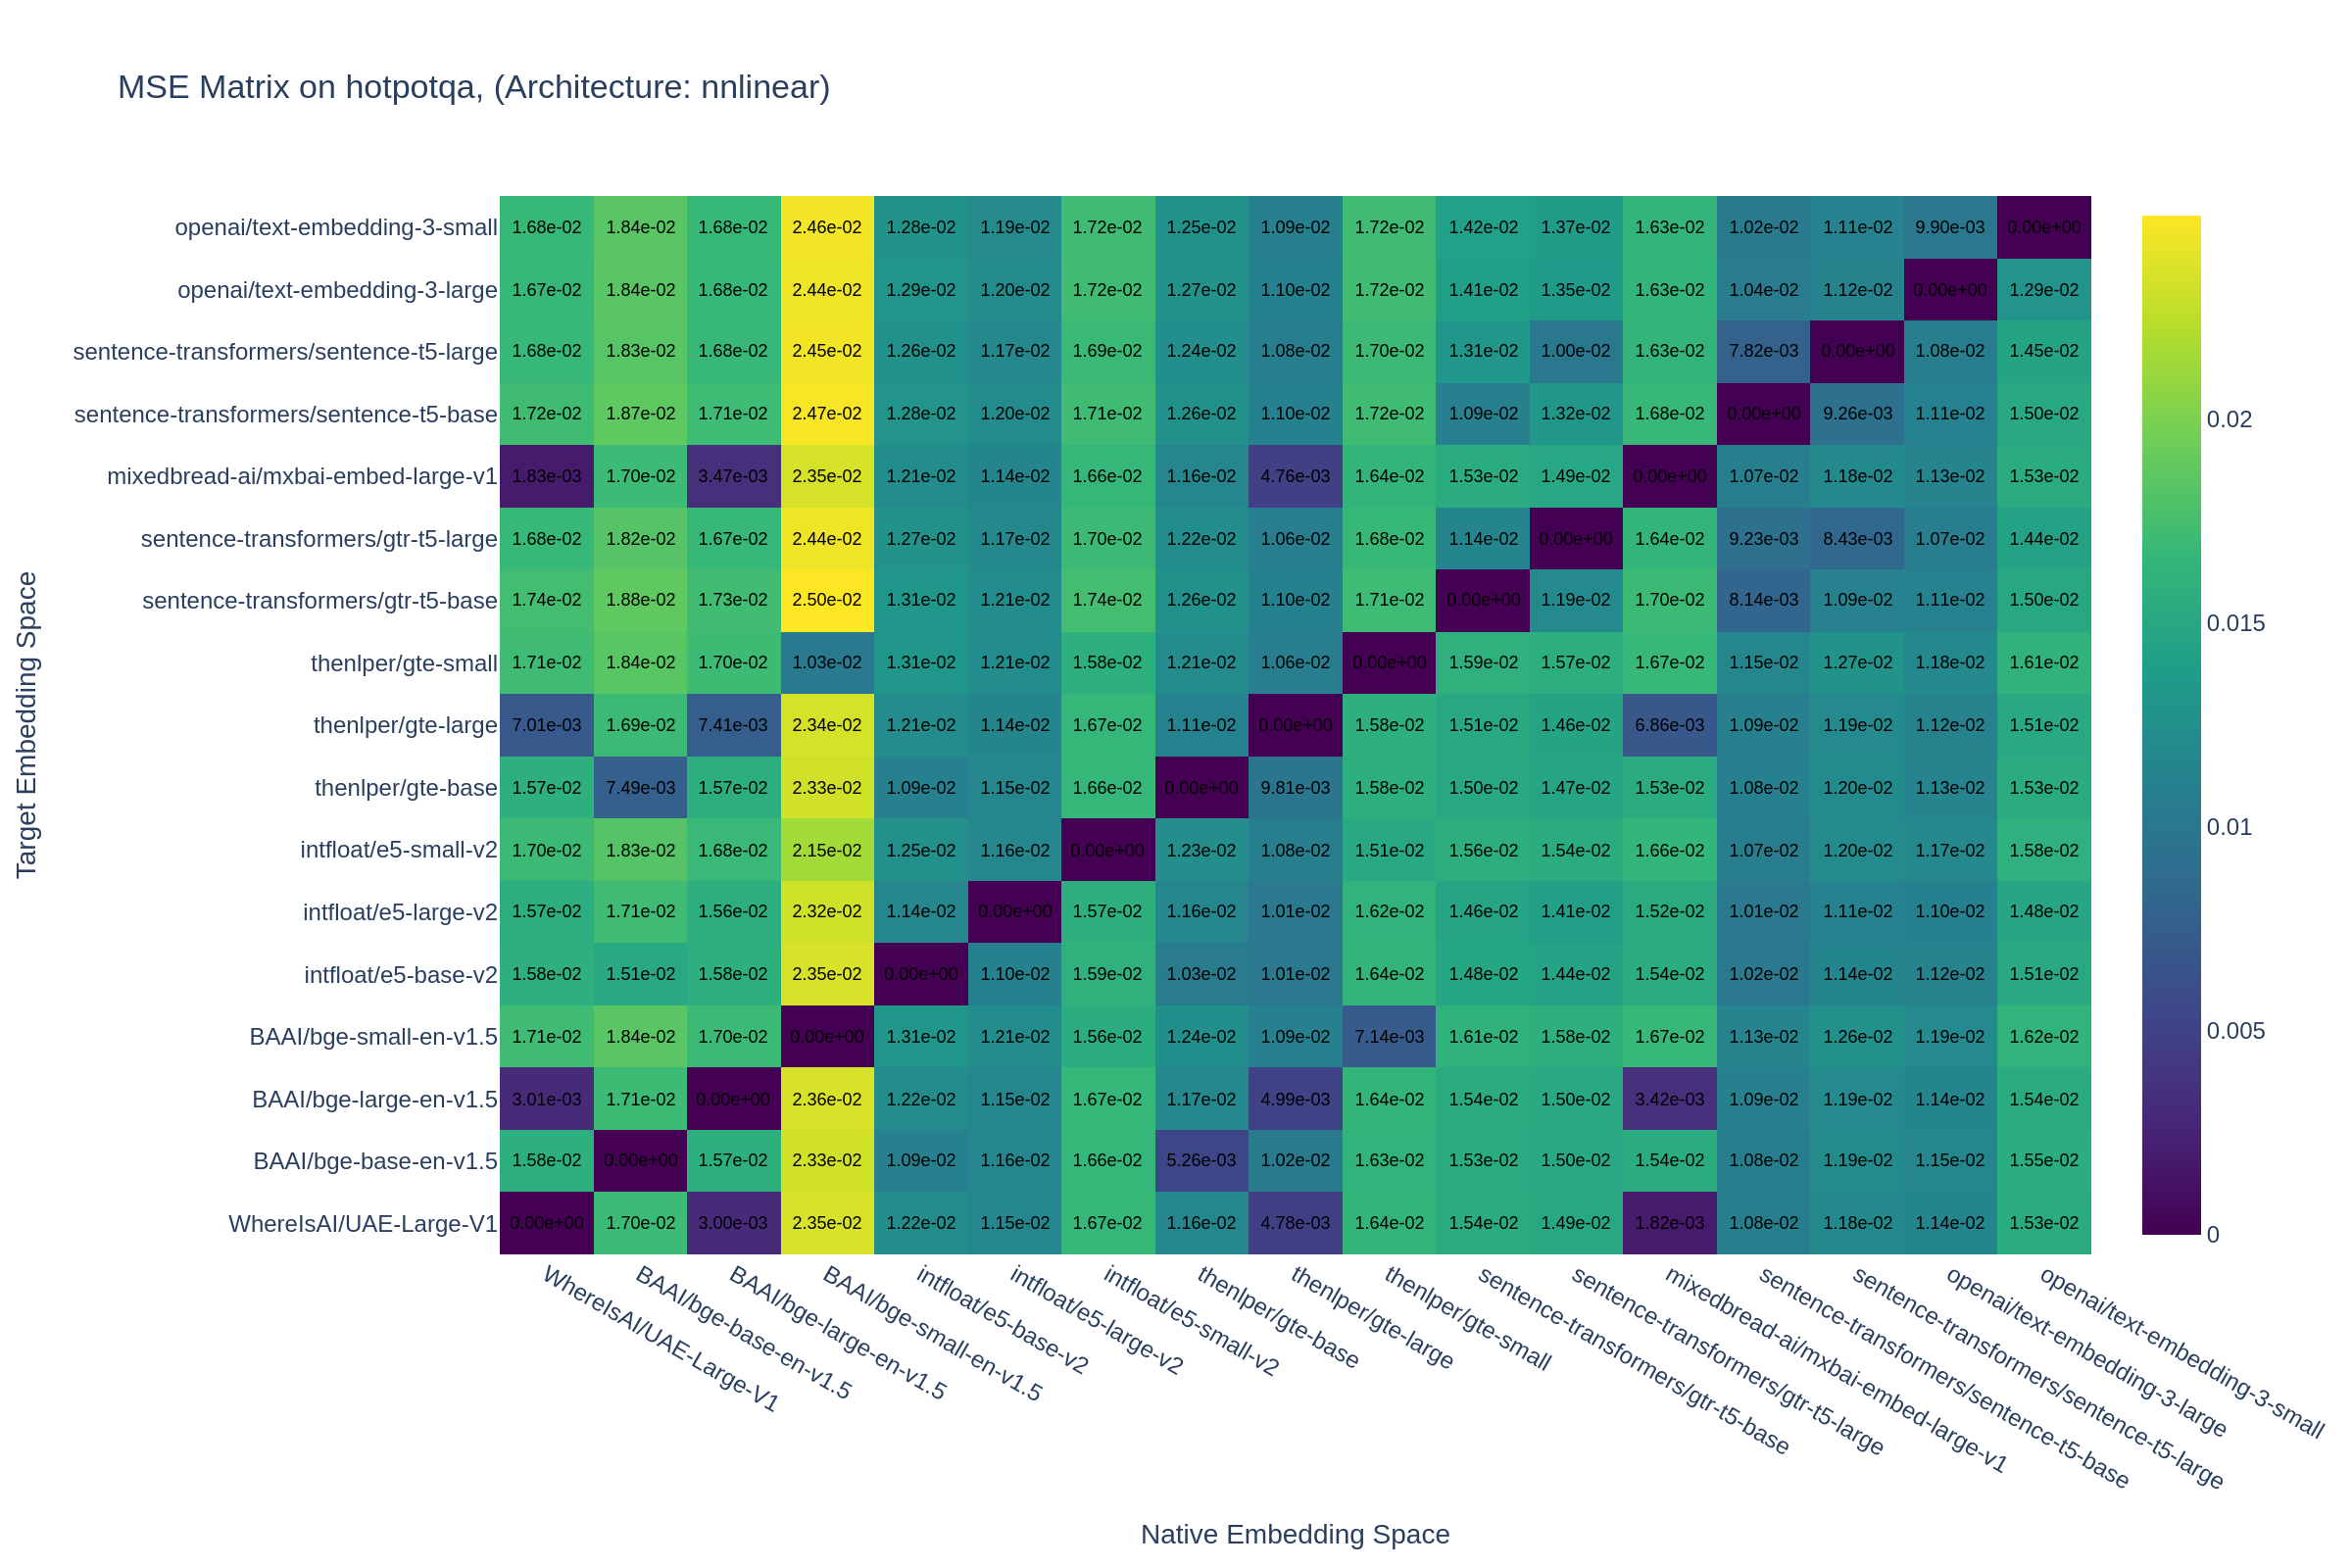 MSE Matrix on hotpotqa, (Architecture: nnlinear)
openai/text-embedding-3-small 1.68e-02 1.84e-02 1.68e-02 2.46e-02 1.28e-02 1.19e-02 1.72e-02 1.25e-02 1.09e-02 1.72e-02 1.42e-02 1.37e-02 1.63e-02 1.02e-02 1.11e-02 9.90e-03 0.00e+00
openai/text-embedding-3-large 1.67e-02 1.84e-02 1.68e-02 2.44e-02 1.29e-02 1.20e-02 1.72e-02 1.27e-02 1.10e-02 1.72e-02 1.41e-02 1.35e-02 1.63e-02 1.04e-02 1.12e-02 0.00e+00 1.29e-02
sentence-transformers/sentence-t5-large 1.68e-02 1.83e-02 1.68e-02 2.45e-02 1.26e-02 1.17e-02 1.69e-02 1.24e-02 1.08e-02 1.70e-02 1.31e-02 1.00e-02 1.63e-02 7.82e-03 0.00e+00 1.08e-02 1.45e-02
sentence-transformers/sentence-t5-base 1.72e-02 1.87e-02 1.71e-02 2.47e-02 1.28e-02 1.20e-02 1.71e-02 1.26e-02 1.10e-02 1.72e-02 1.09e-02 1.32e-02 1.68e-02 0.00e+00 9.26e-03 1.11e-02 1.50e-02
mixedbread-ai/mxbai-embed-large-v1 1.83e-03 1.70e-02 3.47e-03 2.35e-02 1.21e-02 1.14e-02 1.66e-02 1.16e-02 4.76e-03 1.64e-02 1.53e-02 1.49e-02 0.00e+00 1.07e-02 1.18e-02 1.13e-02 1.53e-02
sentence-transformers/gtr-t5-large 1.68e-02 1.82e-02 1.67e-02 2.44e-02 1.27e-02 1.17e-02 1.70e-02 1.22e-02 1.06e-02 1.68e-02 1.14e-02 0.00e+00 1.64e-02 9.23e-03 8.43e-03 1.07e-02 1.44e-02
sentence-transformers/gtr-t5-base 1.74e-02 1.88e-02 1.73e-02 2.50e-02 1.31e-02 1.21e-02 1.74e-02 1.26e-02 1.10e-02 1.71e-02 0.00e+00 1.19e-02 1.70e-02 8.14e-03 1.09e-02 1.11e-02 1.50e-02
thenlper/gte-small 1.71e-02 1.84e-02 1.70e-02 1.03e-02 1.31e-02 1.21e-02 1.58e-02 1.21e-02 1.06e-02 0.00e+00 1.59e-02 1.57e-02 1.67e-02 1.15e-02 1.27e-02 1.18e-02 1.61e-02
thenlper/gte-large 7.01e-03 1.69e-02 7.41e-03 2.34e-02 1.21e-02 1.14e-02 1.67e-02 1.11e-02 0.00e+00 1.58e-02 1.51e-02 1.46e-02 6.86e-03 1.09e-02 1.19e-02 1.12e-02 1.51e-02
thenlper/gte-base 1.57e-02 7.49e-03 1.57e-02 2.33e-02 1.09e-02 1.15e-02 1.66e-02 0.00e+00 9.81e-03 1.58e-02 1.50e-02 1.47e-02 1.53e-02 1.08e-02 1.20e-02 1.13e-02 1.53e-02
intfloat/e5-small-v2 1.70e-02 1.83e-02 1.68e-02 2.15e-02 1.25e-02 1.16e-02 0.00e+00 1.23e-02 1.08e-02 1.51e-02 1.56e-02 1.54e-02 1.66e-02 1.07e-02 1.20e-02 1.17e-02 1.58e-02
intfloat/e5-large-v2 1.57e-02 1.71e-02 1.56e-02 2.32e-02 1.14e-02 0.00e+00 1.57e-02 1.16e-02 1.01e-02 1.62e-02 1.46e-02 1.41e-02 1.52e-02 1.01e-02 1.11e-02 1.10e-02 1.48e-02
intfloat/e5-base-v2 1.58e-02 1.51e-02 1.58e-02 2.35e-02 0.00e+00 1.10e-02 1.59e-02 1.03e-02 1.01e-02 1.64e-02 1.48e-02 1.44e-02 1.54e-02 1.02e-02 1.14e-02 1.12e-02 1.51e-02
BAAI/bge-small-en-v1.5 1.71e-02 1.84e-02 1.70e-02 0.00e+00 1.31e-02 1.21e-02 1.56e-02 1.24e-02 1.09e-02 7.14e-03 1.61e-02 1.58e-02 1.67e-02 1.13e-02 1.26e-02 1.19e-02 1.62e-02
BAAI/bge-large-en-v1.5 3.01e-03 1.71e-02 0.00e+00 2.36e-02 1.22e-02 1.15e-02 1.67e-02 1.17e-02 4.99e-03 1.64e-02 1.54e-02 1.50e-02 3.42e-03 1.09e-02 1.19e-02 1.14e-02 1.54e-02
BAAI/bge-base-en-v1.5 1.58e-02 0.00e+00 1.57e-02 2.33e-02 1.09e-02 1.16e-02 1.66e-02 5.26e-03 1.02e-02 1.63e-02 1.53e-02 1.50e-02 1.54e-02 1.08e-02 1.19e-02 1.15e-02 1.55e-02
WhereIsAI/UAE-Large-V1 0.00e+00 1.70e-02 3.00e-03 2.35e-02 1.22e-02 1.15e-02 1.67e-02 1.16e-02 4.78e-03 1.64e-02 1.54e-02 1.49e-02 1.82e-03 1.08e-02 1.18e-02 1.14e-02 1.53e-02
Target Embedding Space
WhereIsAI/UAE-Large-V1
BAAI/bge-base-en-v1.5
BAAI/bge-large-en-v1.5
BAAI/bge-small-en-v1.5
intfloat/e5-base-v2
intfloat/e5-large-v2
intfloat/e5-small-v2
thenlper/gte-base
thenlper/gte-large
thenlper/gte-small
sentence-transformers/gtr-t5-base
sentence-transformers/gtr-t5-large
mixedbread-ai/mxbai-embed-large-v1
sentence-transformers/sentence-t5-base
sentence-transformers/sentence-t5-large
openai/text-embedding-3-large
openai/text-embedding-3-small
Native Embedding Space
0.02
0.015
0.01
0.005
0